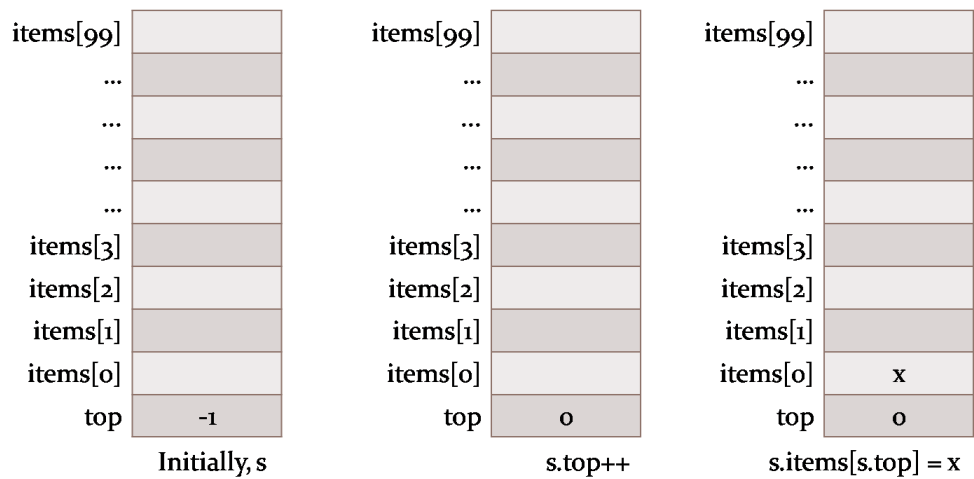 items[99] items[99] items[99]
... ... ...
... ... ...
... ... ...
... ... ...
items[3] items[3] items[3]
items[2] items[2] items[2]
items[1] items[1] items[1]
items[0] items[0] items[0] x
top -1 top 0 top 0
Initially, s s.top++ s.items[s.top] = x